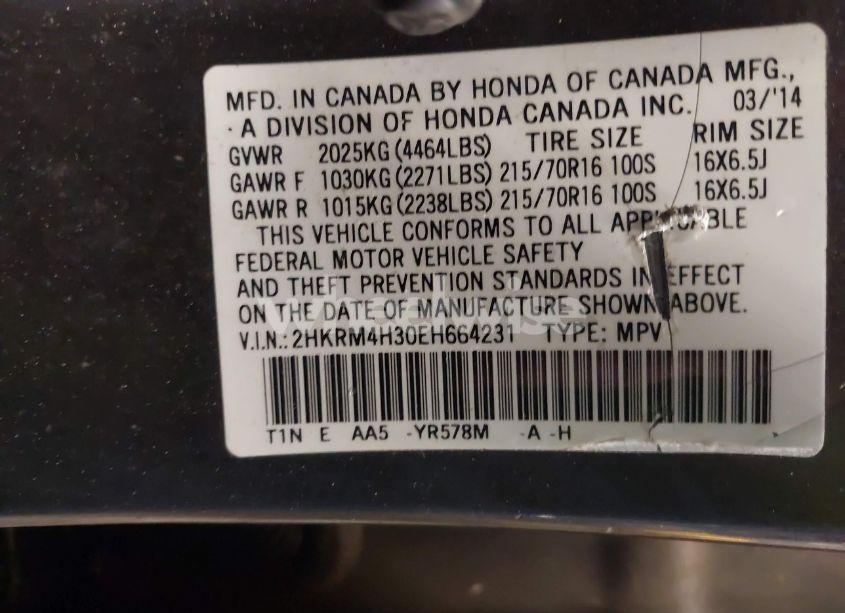 MFD. IN CANADA BY HONDA OF CANADA MFG.,
· A DIVISION OF HONDA CANADA INC. 03/'14
GVWR 2025KG (4464LBS) TIRE SIZE RIM SIZE
GAWR F 1030KG (2271LBS) 215/70R16 100S 16X6.5J
GAWR R 1015KG (2238LBS) 215/70R16 100S 16X6.5J
THIS VEHICLE CONFORMS TO ALL APPLICABLE
FEDERAL MOTOR VEHICLE SAFETY
AND THEFT PREVENTION STANDARDS IN EFFECT
ON THE DATE OF MANUFACTURE SHOWN ABOVE.
V.I.N.: 2HKRM4H30EH664231 TYPE: MPV
T1N E AA5 -YR578M -A -H